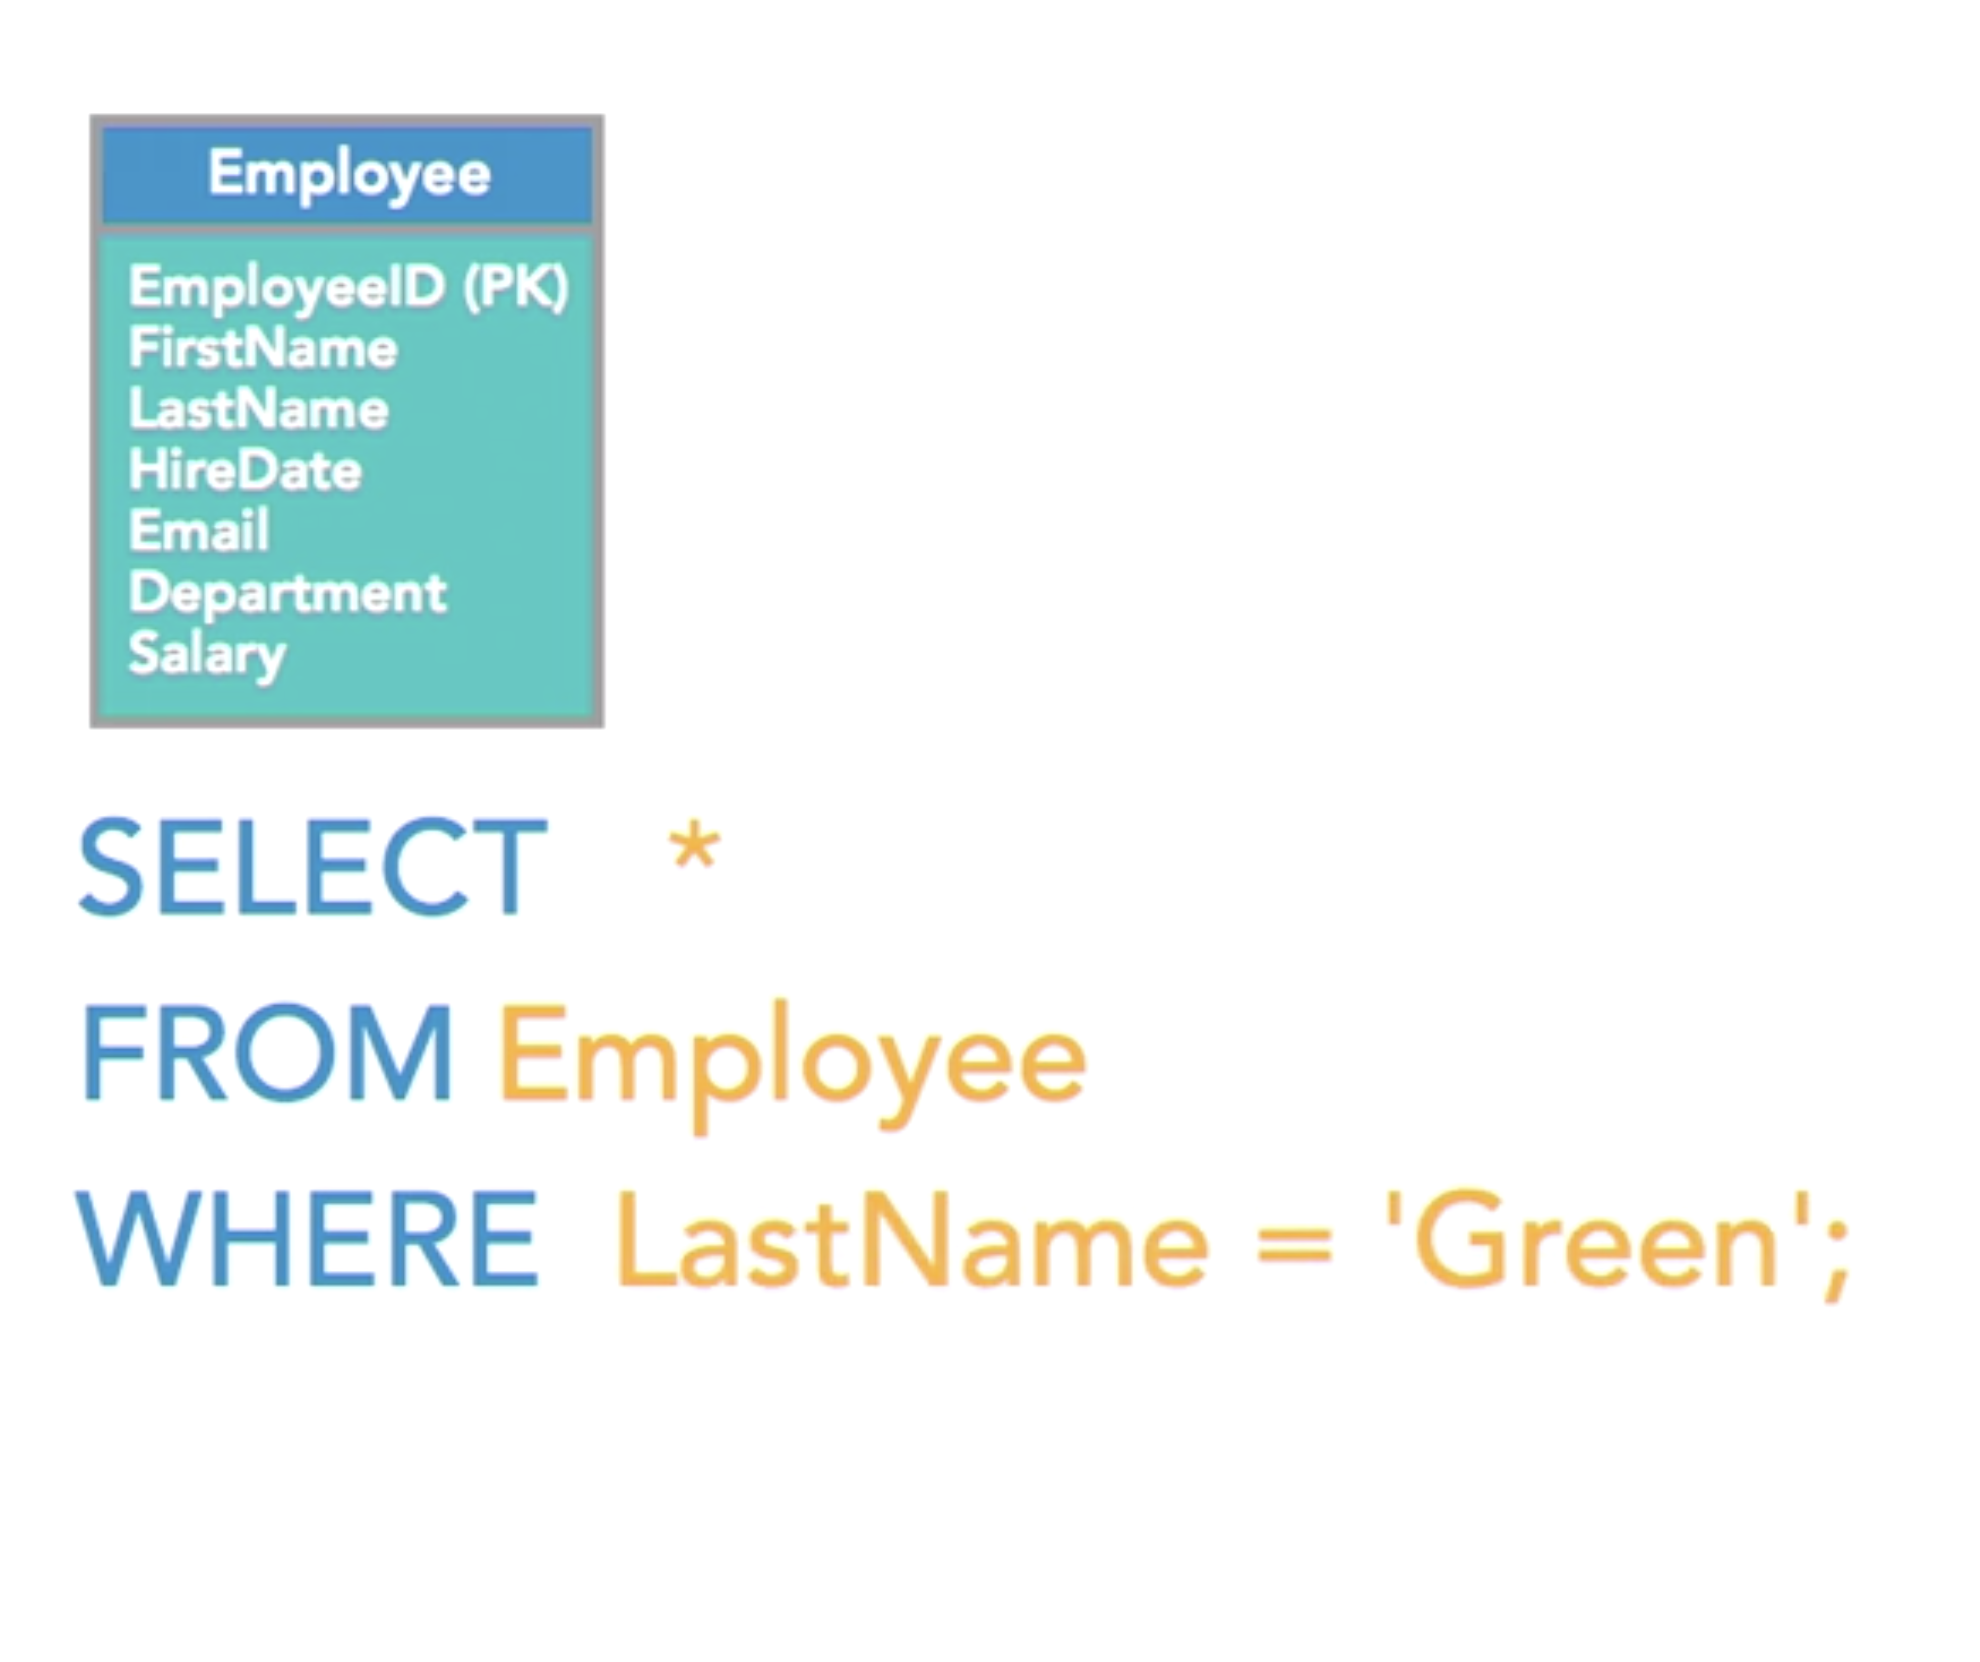 Employee
EmployeeID (PK)
FirstName
LastName
HireDate
Email
Department
Salary
SELECT *
FROM Employee
WHERE LastName = 'Green';